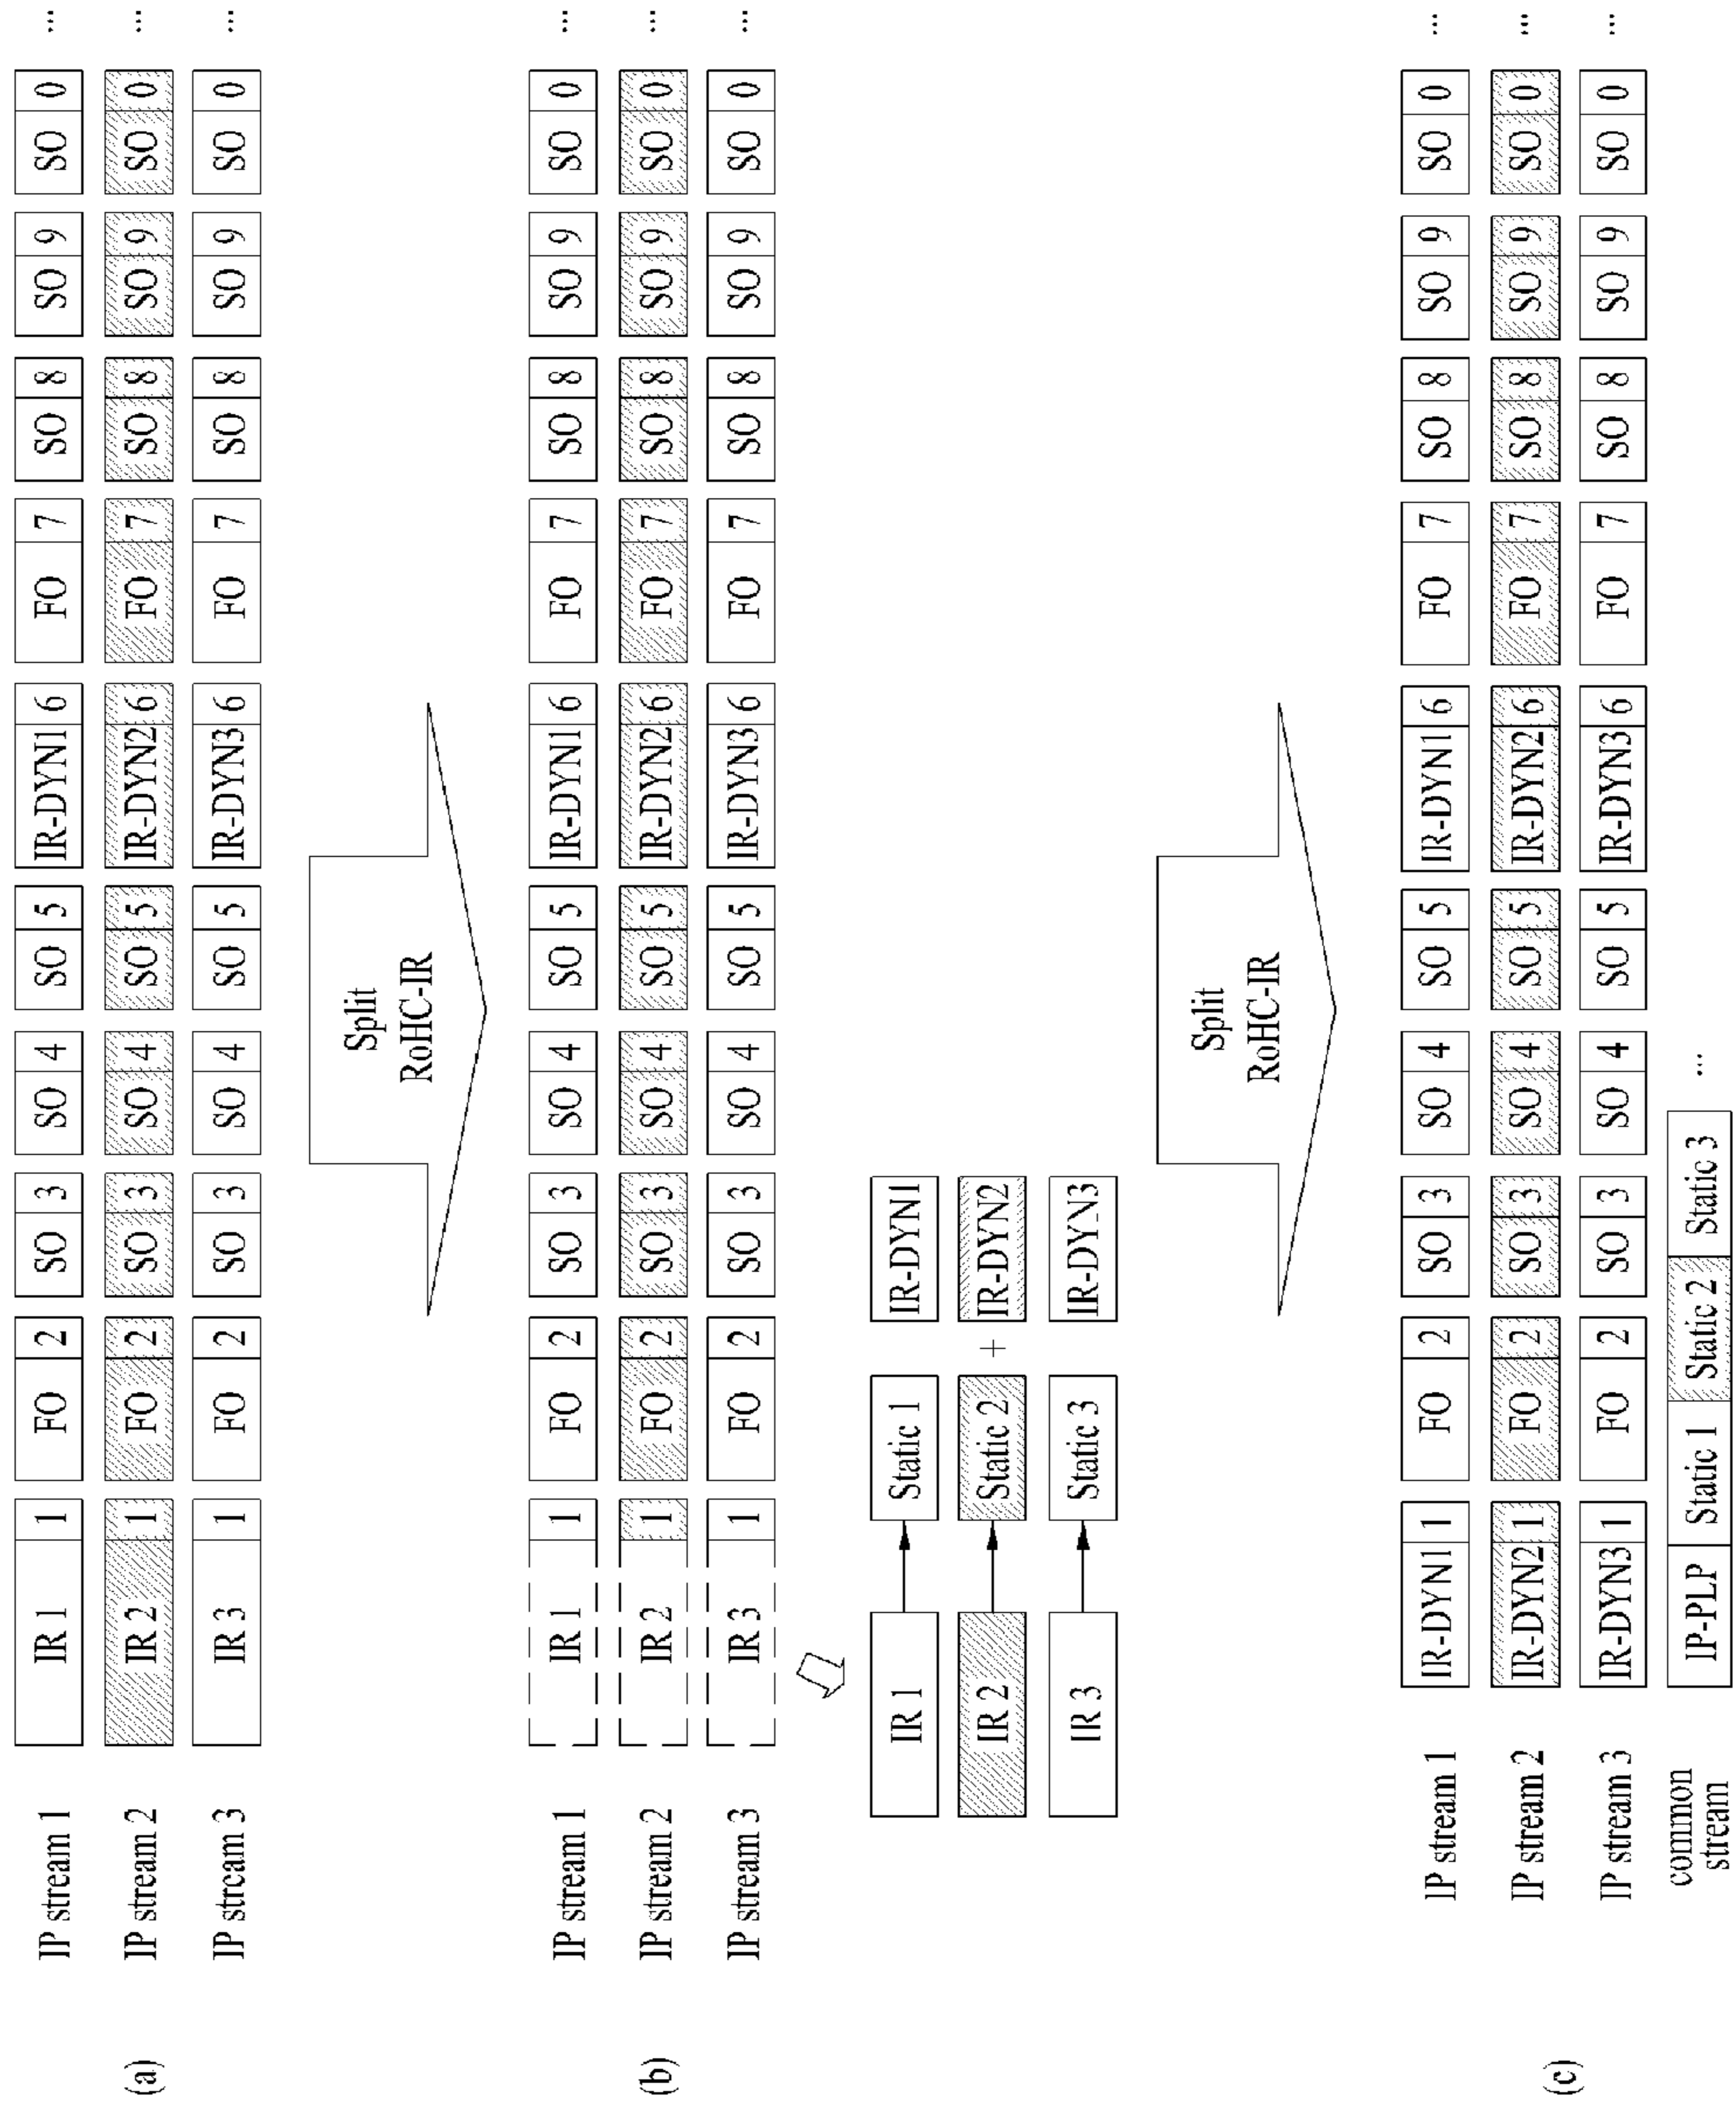 (a)
IP stream 1 IR 1 1 FO 2 SO 3 SO 4 SO 5 IR-DYN1 6 FO 7 SO 8 SO 9 SO 0 ...
IP stream 2 IR 2 1 FO 2 SO 3 SO 4 SO 5 IR-DYN2 6 FO 7 SO 8 SO 9 SO 0 ...
IP stream 3 IR 3 1 FO 2 SO 3 SO 4 SO 5 IR-DYN3 6 FO 7 SO 8 SO 9 SO 0 ...
Split
RoHC-IR
(b)
IP stream 1 IR 1 1 FO 2 SO 3 SO 4 SO 5 IR-DYN1 6 FO 7 SO 8 SO 9 SO 0 ...
IP stream 2 IR 2 1 FO 2 SO 3 SO 4 SO 5 IR-DYN2 6 FO 7 SO 8 SO 9 SO 0 ...
IP stream 3 IR 3 1 FO 2 SO 3 SO 4 SO 5 IR-DYN3 6 FO 7 SO 8 SO 9 SO 0 ...
IR 1 Static 1 IR-DYN1
IR 2 Static 2 + IR-DYN2
IR 3 Static 3 IR-DYN3
Split
RoHC-IR
(c)
IP stream 1 IR-DYN1 1 FO 2 SO 3 SO 4 SO 5 IR-DYN1 6 FO 7 SO 8 SO 9 SO 0 ...
IP stream 2 IR-DYN2 1 FO 2 SO 3 SO 4 SO 5 IR-DYN2 6 FO 7 SO 8 SO 9 SO 0 ...
IP stream 3 IR-DYN3 1 FO 2 SO 3 SO 4 SO 5 IR-DYN3 6 FO 7 SO 8 SO 9 SO 0 ...
common
stream
IP-PLP Static 1 Static 2 Static 3 ...